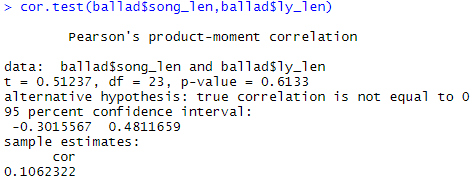 > cor.test(ballad$song_len,ballad$ly_len)
Pearson's product-moment correlation
data:  ballad$song_len and ballad$ly_len
t = 0.51237, df = 23, p-value = 0.6133
alternative hypothesis: true correlation is not equal to 0
95 percent confidence interval:
-0.3015567  0.4811659
sample estimates:
cor
0.1062322